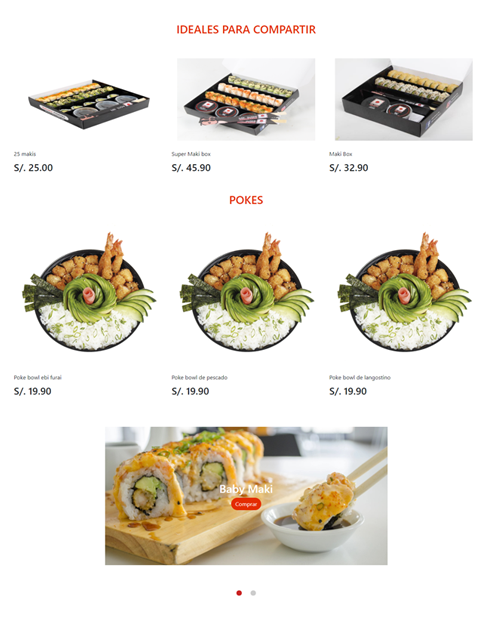 IDEALES PARA COMPARTIR
25 makis
S/. 25.00
Super Maki box
S/. 45.90
Maki Box
S/. 32.90
POKES
Poke bowl ebi furai
S/. 19.90
Poke bowl de pescado
S/. 19.90
Poke bowl de langostino
S/. 19.90
Baby Maki
Comprar